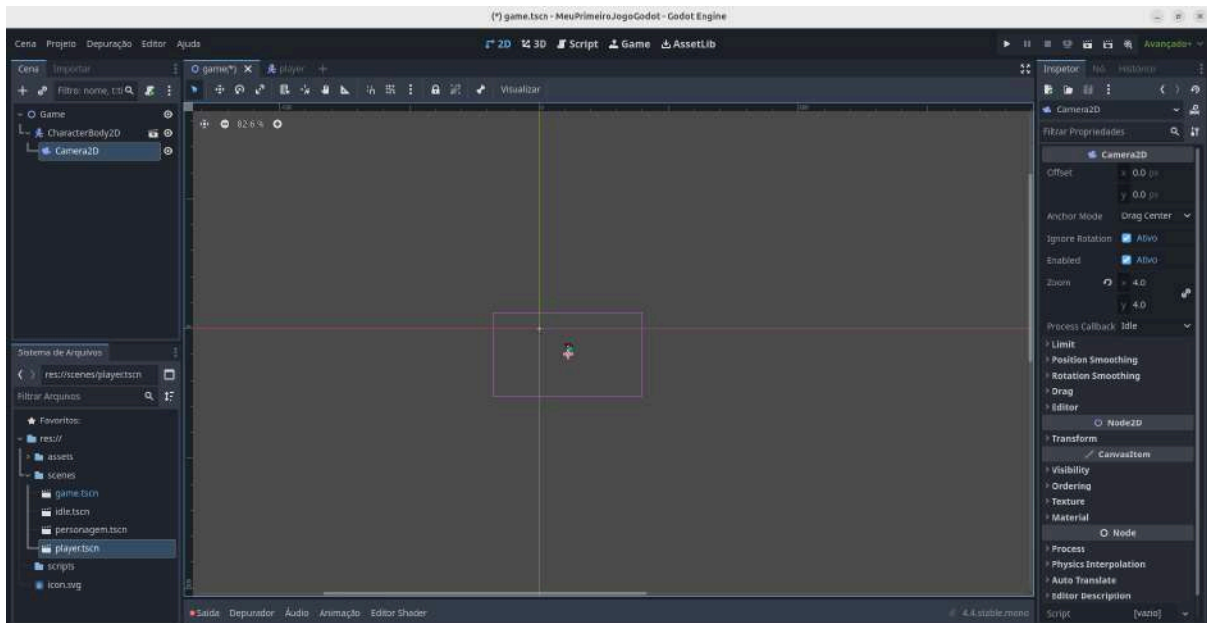 (*) game.tscn - MeuPrimeiroJogoGodot - Godot Engine
Cena Projeto Depuração Editor Ajuda
2D 3D Script Game AssetLib
Avançado+
Cena Importar
Filtro: nome, t:ti
Game
CharacterBody2D
Camera2D
game(*) player
Visualizar
82.6 %
Sistema de Arquivos
res://scenes/player.tscn
Filtrar Arquivos
Favoritos:
res://
assets
scenes
game.tscn
idle.tscn
personagem.tscn
player.tscn
scripts
icon.svg
Saída Depurador Áudio Animação Editor Shader
4.4.stable.mono
Inspetor Nó Histórico
Camera2D
Filtrar Propriedades
Camera2D
Offset x 0.0 px
y 0.0 px
Anchor Mode Drag Center
Ignore Rotation Ativo
Enabled Ativo
Zoom x 4.0
y 4.0
Process Callback Idle
Limit
Position Smoothing
Rotation Smoothing
Drag
Editor
Node2D
Transform
CanvasItem
Visibility
Ordering
Texture
Material
Node
Process
Physics Interpolation
Auto Translate
Editor Description
Script [vazio]